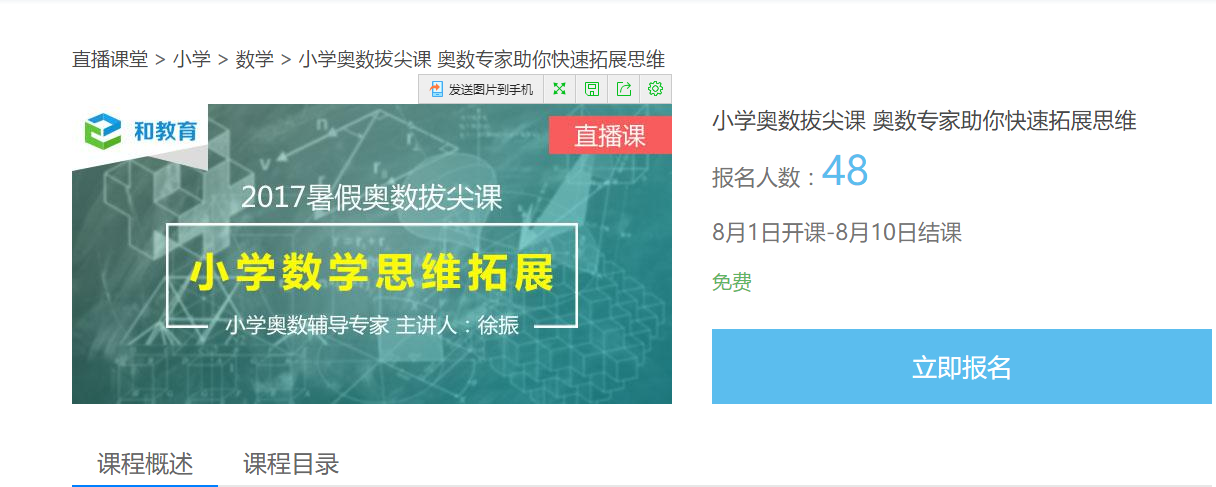 直播课堂 > 小学 > 数学 > 小学奥数拔尖课 奥数专家助你快速拓展思维
发送图片到手机
和教育
直播课
2017暑假奥数拔尖课
小学数学思维拓展
小学奥数辅导专家 主讲人：徐振
小学奥数拔尖课 奥数专家助你快速拓展思维
报名人数：48
8月1日开课-8月10日结课
免费
立即报名
课程概述 课程目录